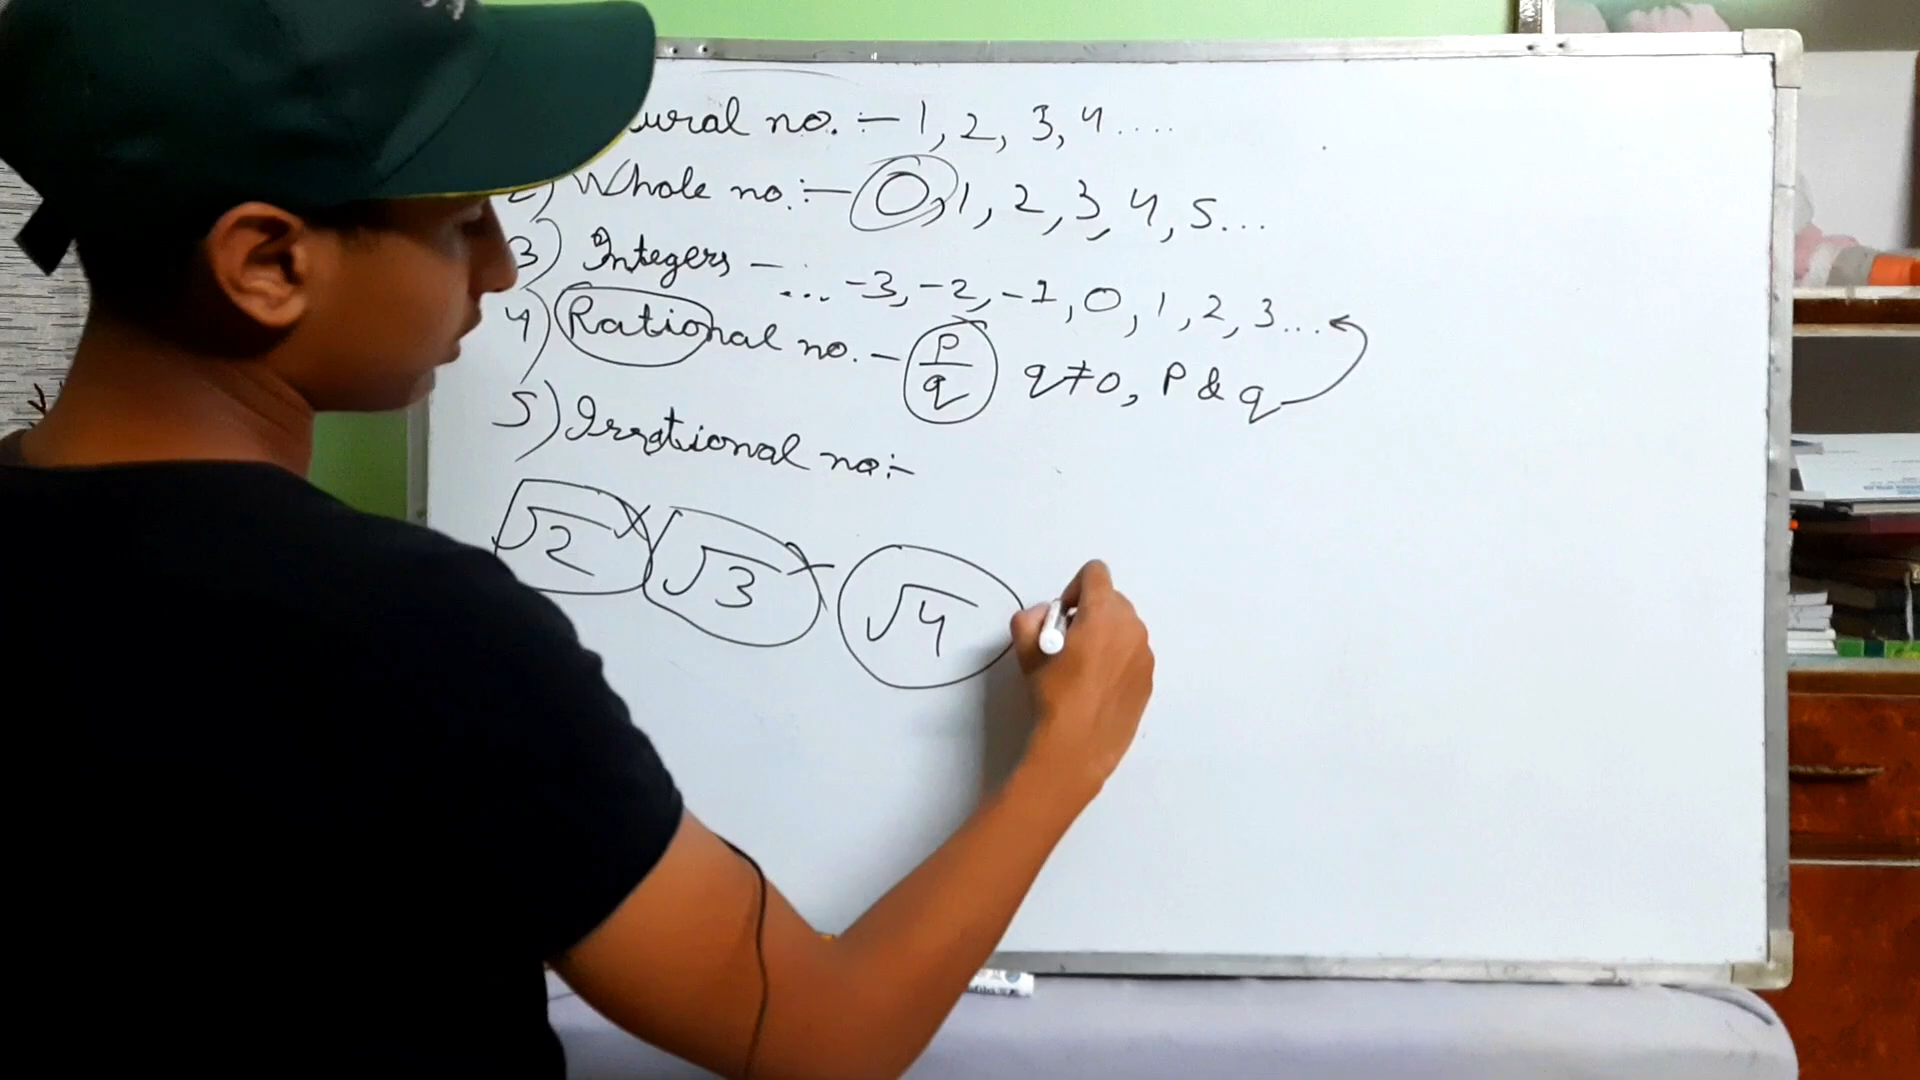 ural no. :- 1, 2, 3, 4 ....
2) Whole no. :- 0, 1, 2, 3, 4, 5...
3) Integers - ... -3, -2, -1, 0, 1, 2, 3...
4) Rational no. - p/q q≠0, P & q
5) Irrational no :-
√2 √3 √4